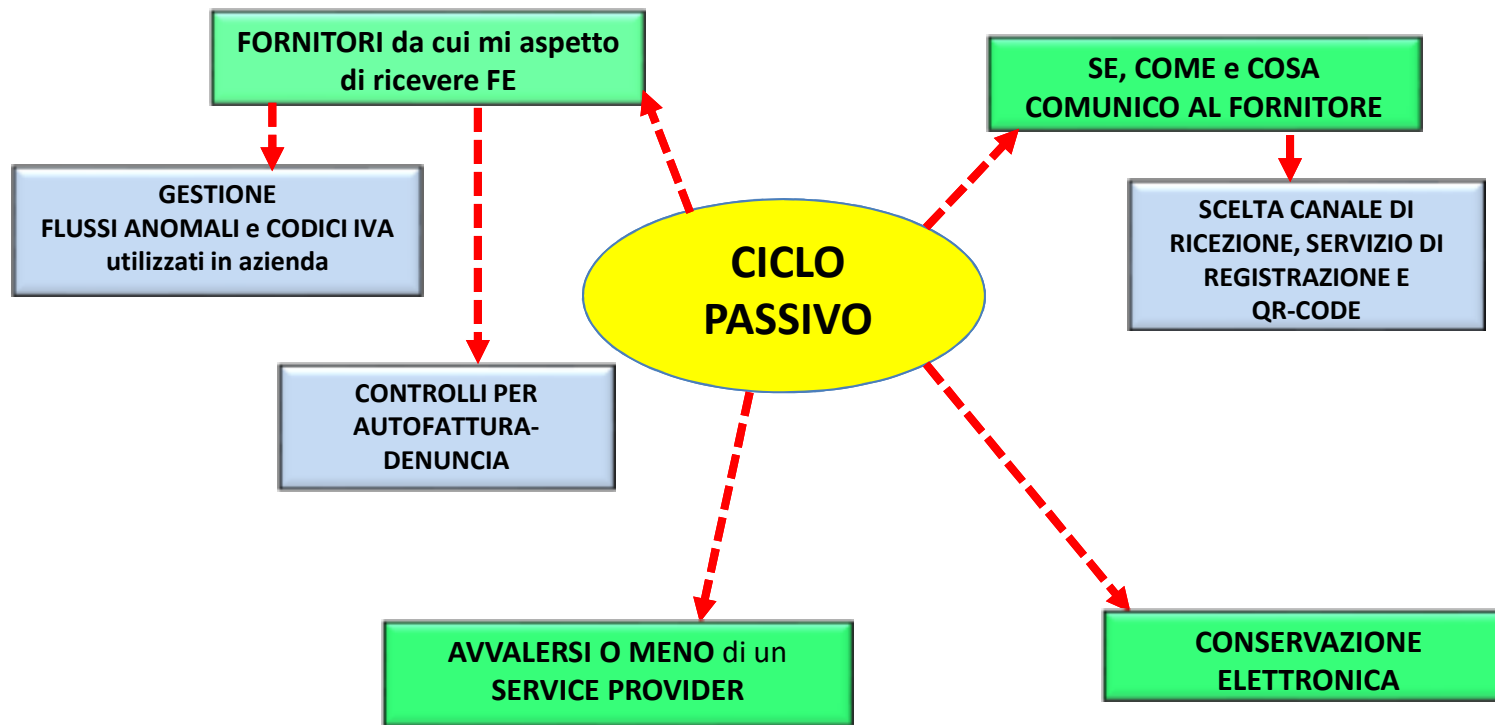 FORNITORI da cui mi aspetto
di ricevere FE
SE, COME e COSA
COMUNICO AL FORNITORE
GESTIONE
FLUSSI ANOMALI e CODICI IVA
utilizzati in azienda
SCELTA CANALE DI
RICEZIONE, SERVIZIO DI
REGISTRAZIONE E
QR-CODE
CICLO
PASSIVO
CONTROLLI PER
AUTOFATTURA-
DENUNCIA
AVVALERSI O MENO di un
SERVICE PROVIDER
CONSERVAZIONE
ELETTRONICA